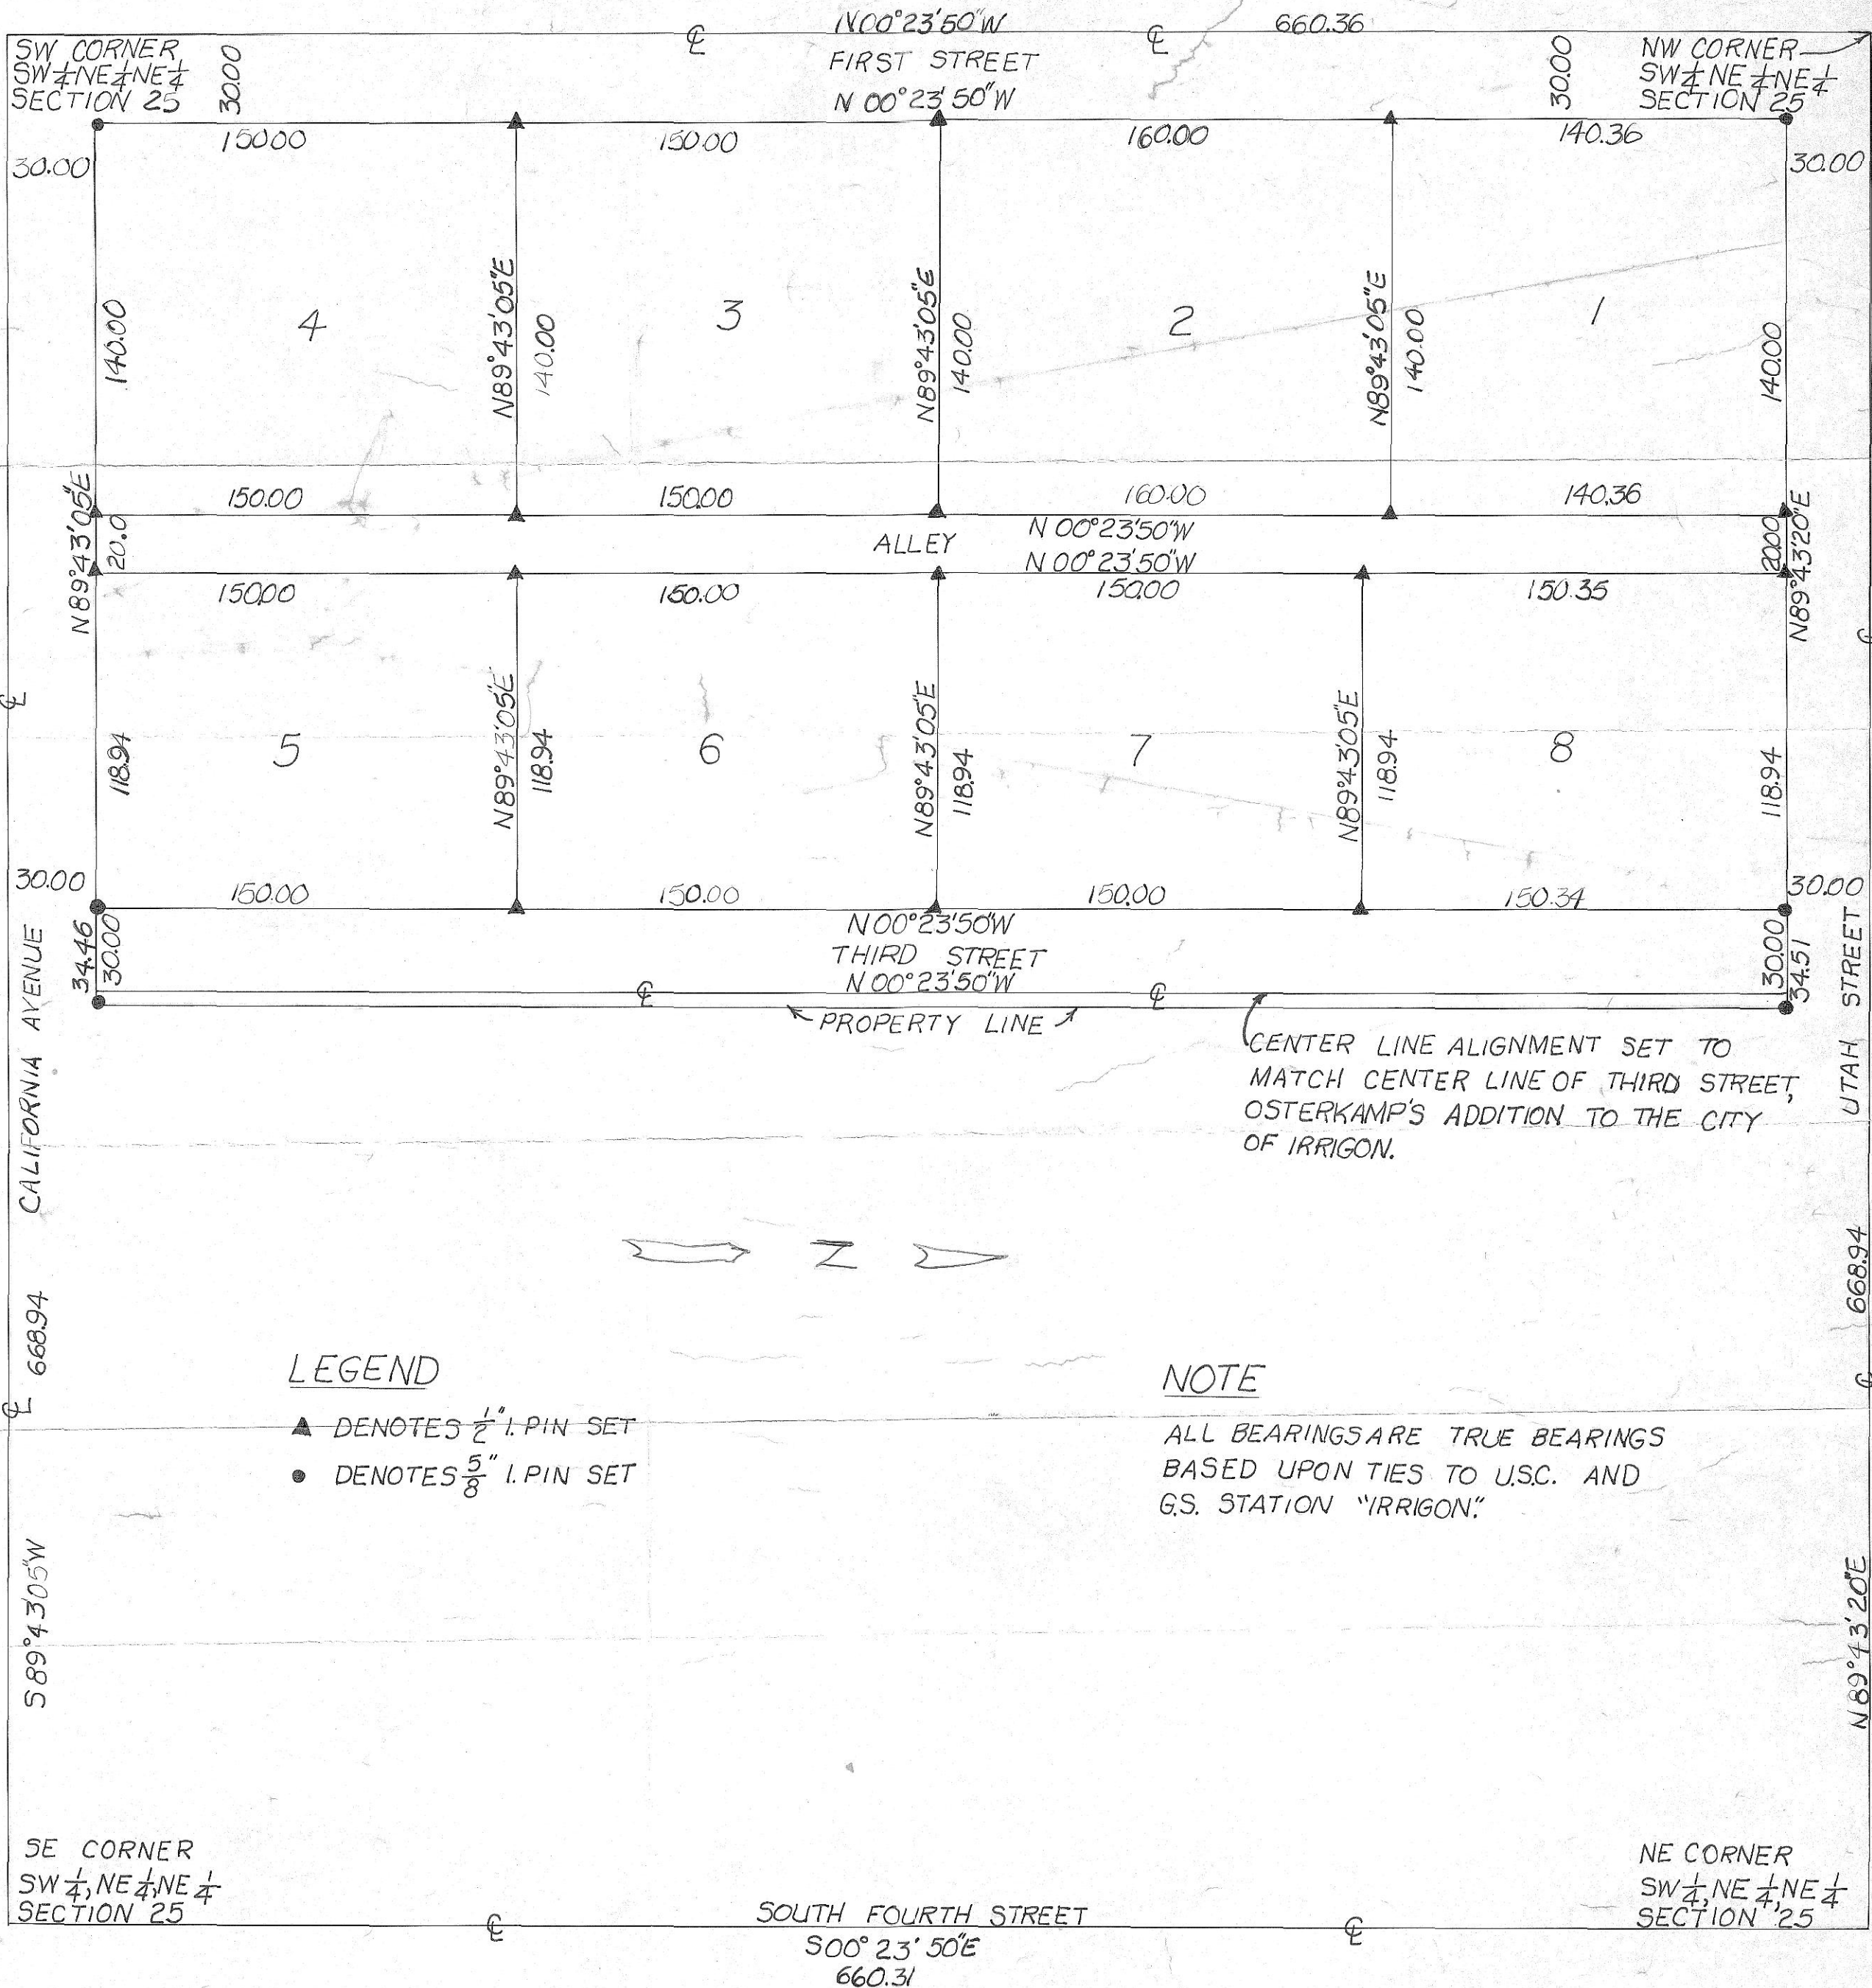 N00°23'50"W 660.36
℄ ℄
FIRST STREET
N 00°23'50"W
SW CORNER,
SW¼NE¼NE¼
SECTION 25
30.00
30.00
NW CORNER
SW¼NE¼NE¼
SECTION 25
150.00 150.00 160.00 140.36
30.00 30.00
4 3 2 1
140.00
N89°43'05"E
140.00
N89°43'05"E
140.00
N89°43'05"E
140.00
140.00
150.00 150.00 160.00 140.36
N89°43'05"E
20.0
ALLEY
N 00°23'50"W
N 00°23'50"W
20.00
N89°43'20"E
150.00 150.00 150.00 150.35
℄ ℄
5 6 7 8
118.94
N89°43'05"E
118.94
N89°43'05"E
118.94
N89°43'05"E
118.94
118.94
30.00 30.00
150.00 150.00 150.00 150.34
34.46
30.00
N00°23'50"W
THIRD STREET
N 00°23'50"W
30.00
34.51
℄ ℄
PROPERTY LINE
CENTER LINE ALIGNMENT SET TO
MATCH CENTER LINE OF THIRD STREET,
OSTERKAMP'S ADDITION TO THE CITY
OF IRRIGON.
CALIFORNIA AVENUE
UTAH STREET
N
668.94
668.94
℄ ℄
LEGEND
▲ DENOTES ½" I. PIN SET
● DENOTES ⅝" I. PIN SET
NOTE
ALL BEARINGS ARE TRUE BEARINGS
BASED UPON TIES TO U.S.C. AND
G.S. STATION "IRRIGON."
S89°43'05"W
N89°43'20"E
SE CORNER
SW¼,NE¼,NE¼
SECTION 25
NE CORNER
SW¼,NE¼,NE¼
SECTION 25
℄ ℄
SOUTH FOURTH STREET
S00°23'50"E
660.31